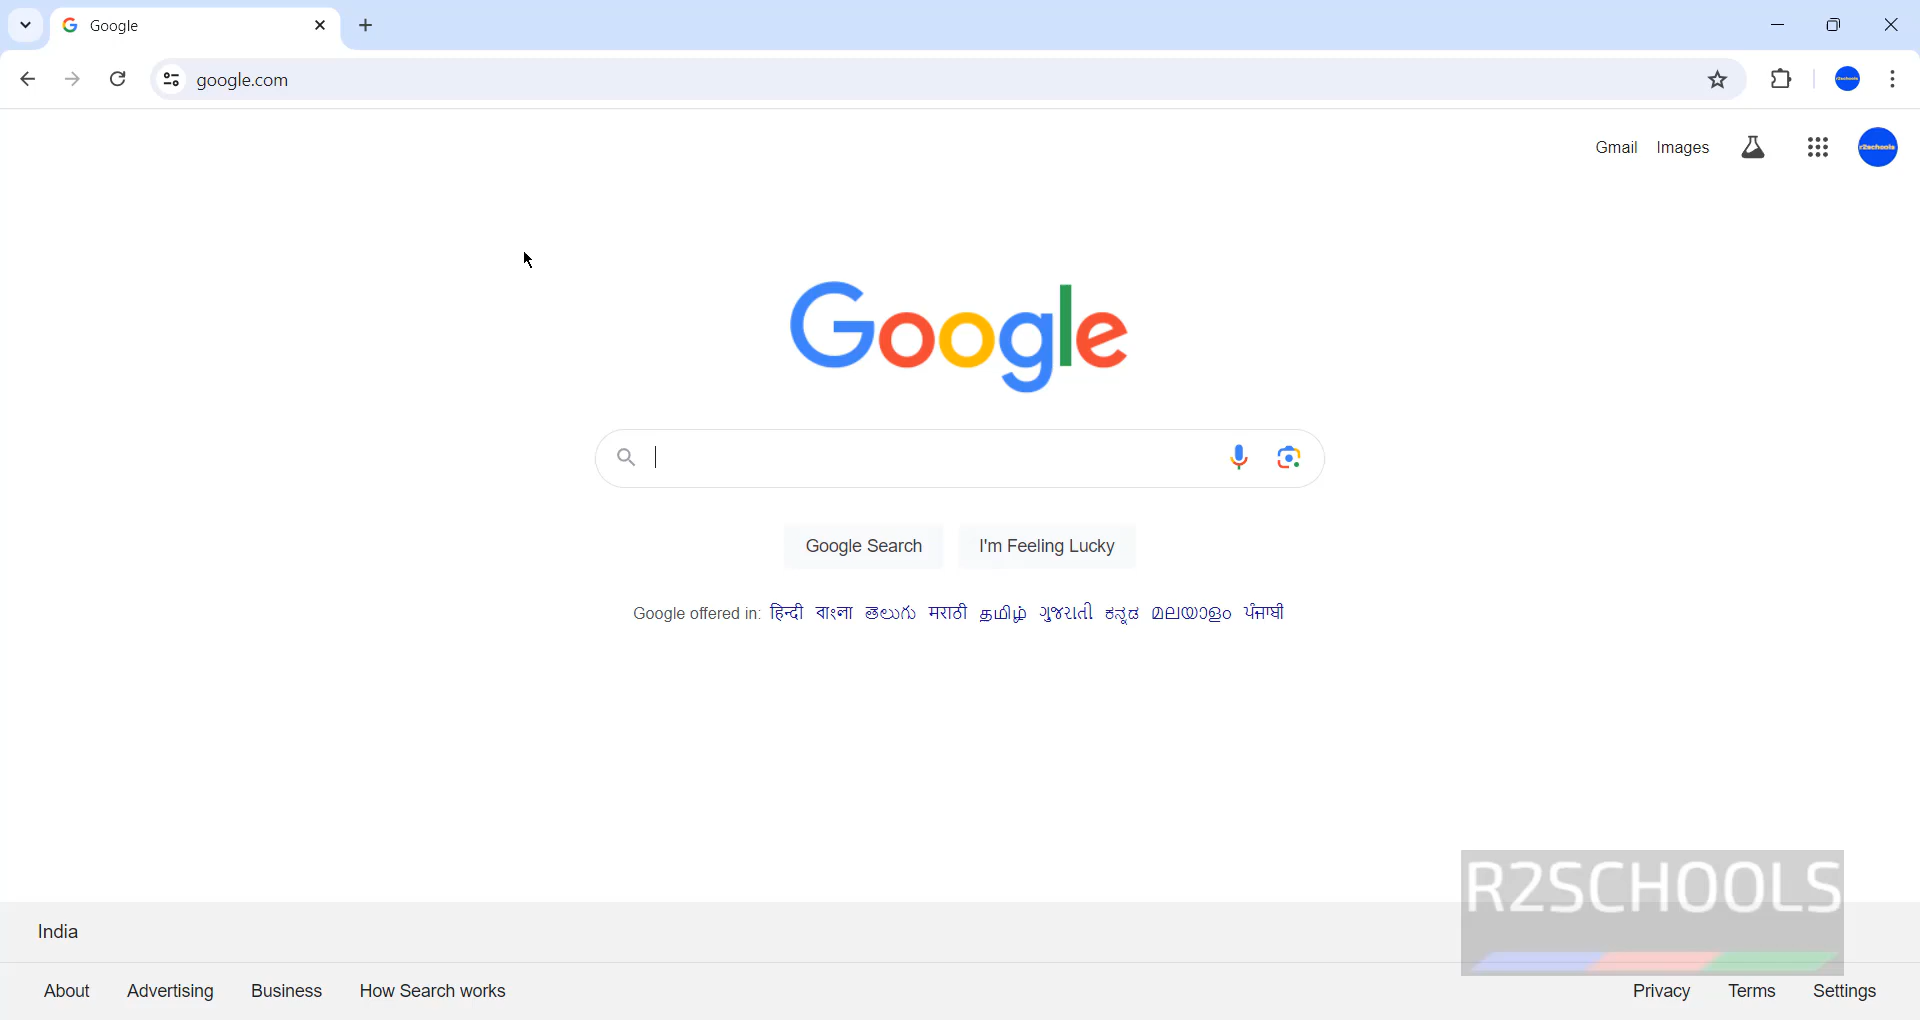 Google
google.com
Gmail Images
r2schools
Google
Google Search I'm Feeling Lucky
Google offered in: हिन्दी বাংলা తెలుగు मराठी தமிழ் ગુજરાતી ಕನ್ನಡ മലയാളം ਪੰਜਾਬੀ
R2SCHOOLS
India
About Advertising Business How Search works Privacy Terms Settings